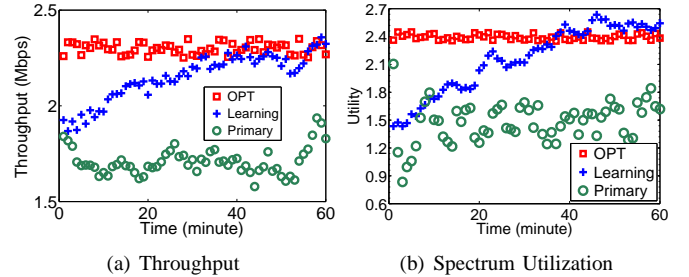 2.5
2
1.5
0
20
40
60
Throughput (Mbps)
Time (minute)
OPT
Learning
Primary
(a) Throughput
2.7
2.4
2.1
1.8
1.5
1.2
0.9
0.6
0
20
40
60
Utility
Time (minute)
OPT
Learning
Primary
(b) Spectrum Utilization